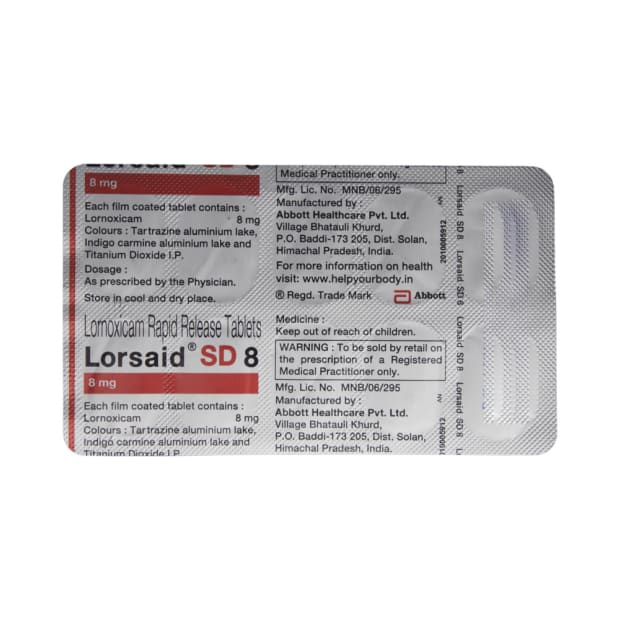 Lorsaid SD 8
8 mg
Each film coated tablet contains :
Lornoxicam 8 mg
Colours : Tartrazine aluminium lake,
Indigo carmine aluminium lake and
Titanium Dioxide I.P.
Dosage :
As prescribed by the Physician.
Store in cool and dry place.
Lornoxicam Rapid Release Tablets
Lorsaid® SD 8
8 mg
Each film coated tablet contains :
Lornoxicam 8 mg
Colours : Tartrazine aluminium lake,
Indigo carmine aluminium lake and
Titanium Dioxide I.P.
Medical Practitioner only.
Mfg. Lic. No. MNB/06/295
Manufactured by :
Abbott Healthcare Pvt. Ltd.
Village Bhatauli Khurd,
P.O. Baddi-173 205, Dist. Solan,
Himachal Pradesh, India.
For more information on health
visit: www.helpyourbody.in
® Regd. Trade Mark Abbott
Medicine :
Keep out of reach of children.
WARNING : To be sold by retail on
the prescription of a Registered
Medical Practitioner only.
Mfg. Lic. No. MNB/06/295
Manufactured by :
Abbott Healthcare Pvt. Ltd.
Village Bhatauli Khurd,
P.O. Baddi-173 205, Dist. Solan,
Himachal Pradesh, India.
2010005912
2010005912
Lorsaid SD 8 Lorsaid SD 8 Lorsaid SD 8 Lorsaid SD 8